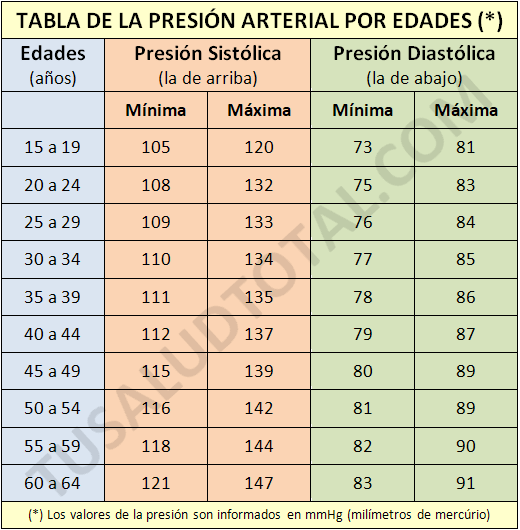 TABLA DE LA PRESIÓN ARTERIAL POR EDADES (*)
Edades Presión Sistólica Presión Diastólica
(años) (la de arriba) (la de abajo)
Mínima Máxima Mínima Máxima
15 a 19 105 120 73 81
20 a 24 108 132 75 83
25 a 29 109 133 76 84
30 a 34 110 134 77 85
35 a 39 111 135 78 86
40 a 44 112 137 79 87
45 a 49 115 139 80 89
50 a 54 116 142 81 89
55 a 59 118 144 82 90
60 a 64 121 147 83 91
(*) Los valores de la presión son informados en mmHg (milímetros de mercúrio)
TUSALUDTOTAL.COM